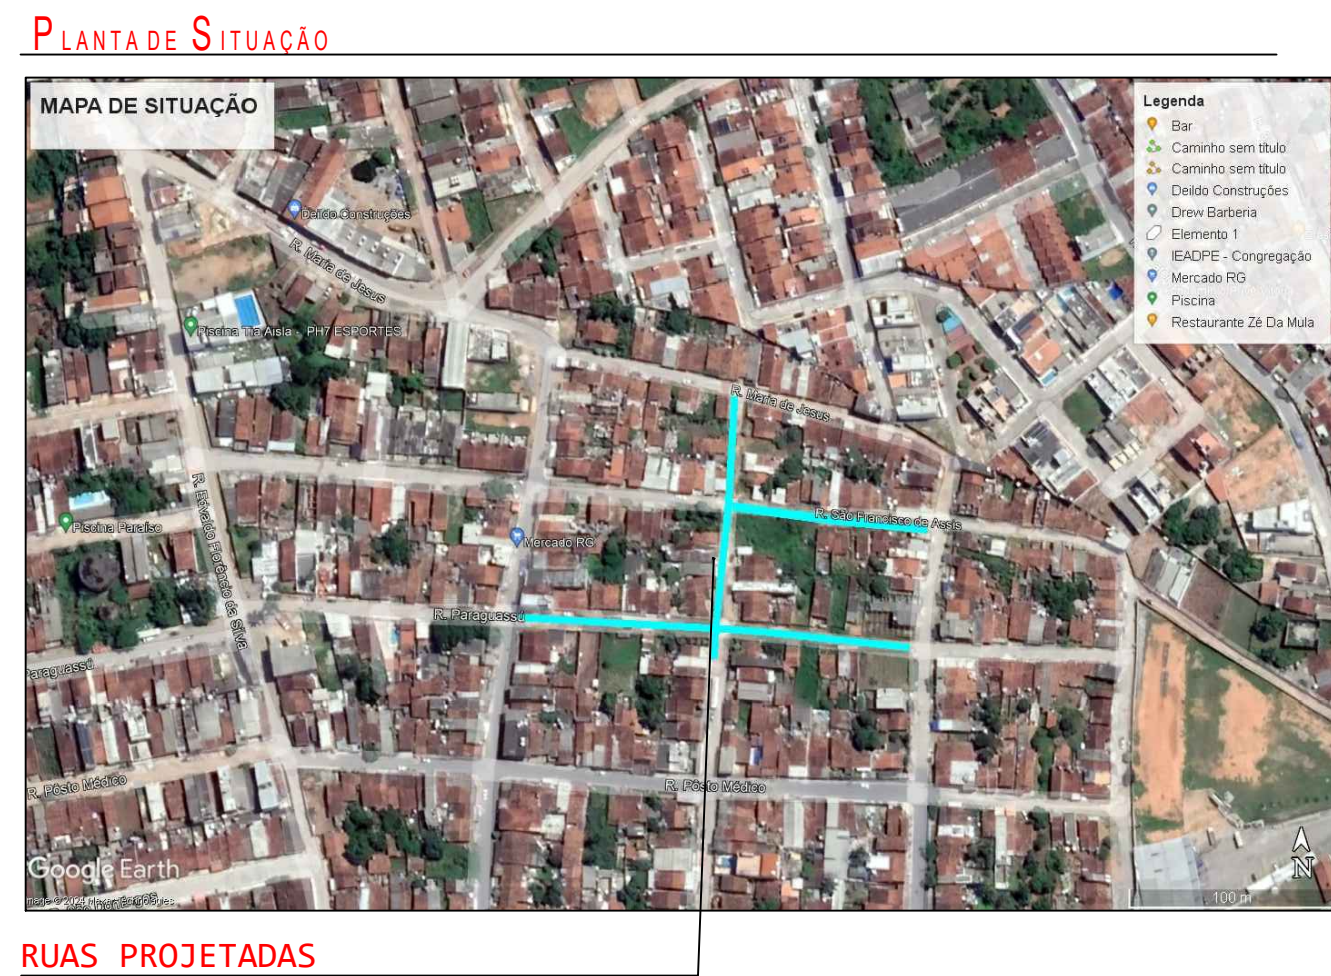 PLANTA DE SITUAÇÃO
MAPA DE SITUAÇÃO
Legenda
Bar
Caminho sem título
Caminho sem título
Deildo Construções
Drew Barberia
Elemento 1
IEADPE - Congregação
Mercado RG
Piscina
Restaurante Zé Da Mula
Deildo Construções
R. Maria de Jesus
Piscina Tia Aisla - PH7 ESPORTES
R. Maria de Jesus
R. Edvaldo Florêncio da Silva
R. São Francisco de Assis
Piscina Paraíso
Mercado RG
R. Paraguassú
Paraguassú
R. Pôsto Médico
R. Pôsto Médico
Google Earth
N
100 m
RUAS PROJETADAS